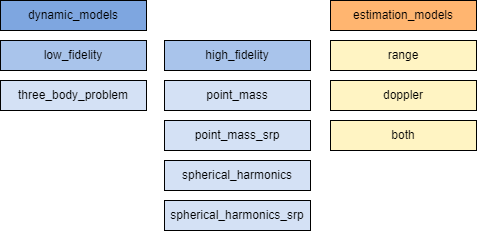 dynamic_models
estimation_models
low_fidelity
high_fidelity
range
three_body_problem
point_mass
doppler
point_mass_srp
both
spherical_harmonics
spherical_harmonics_srp